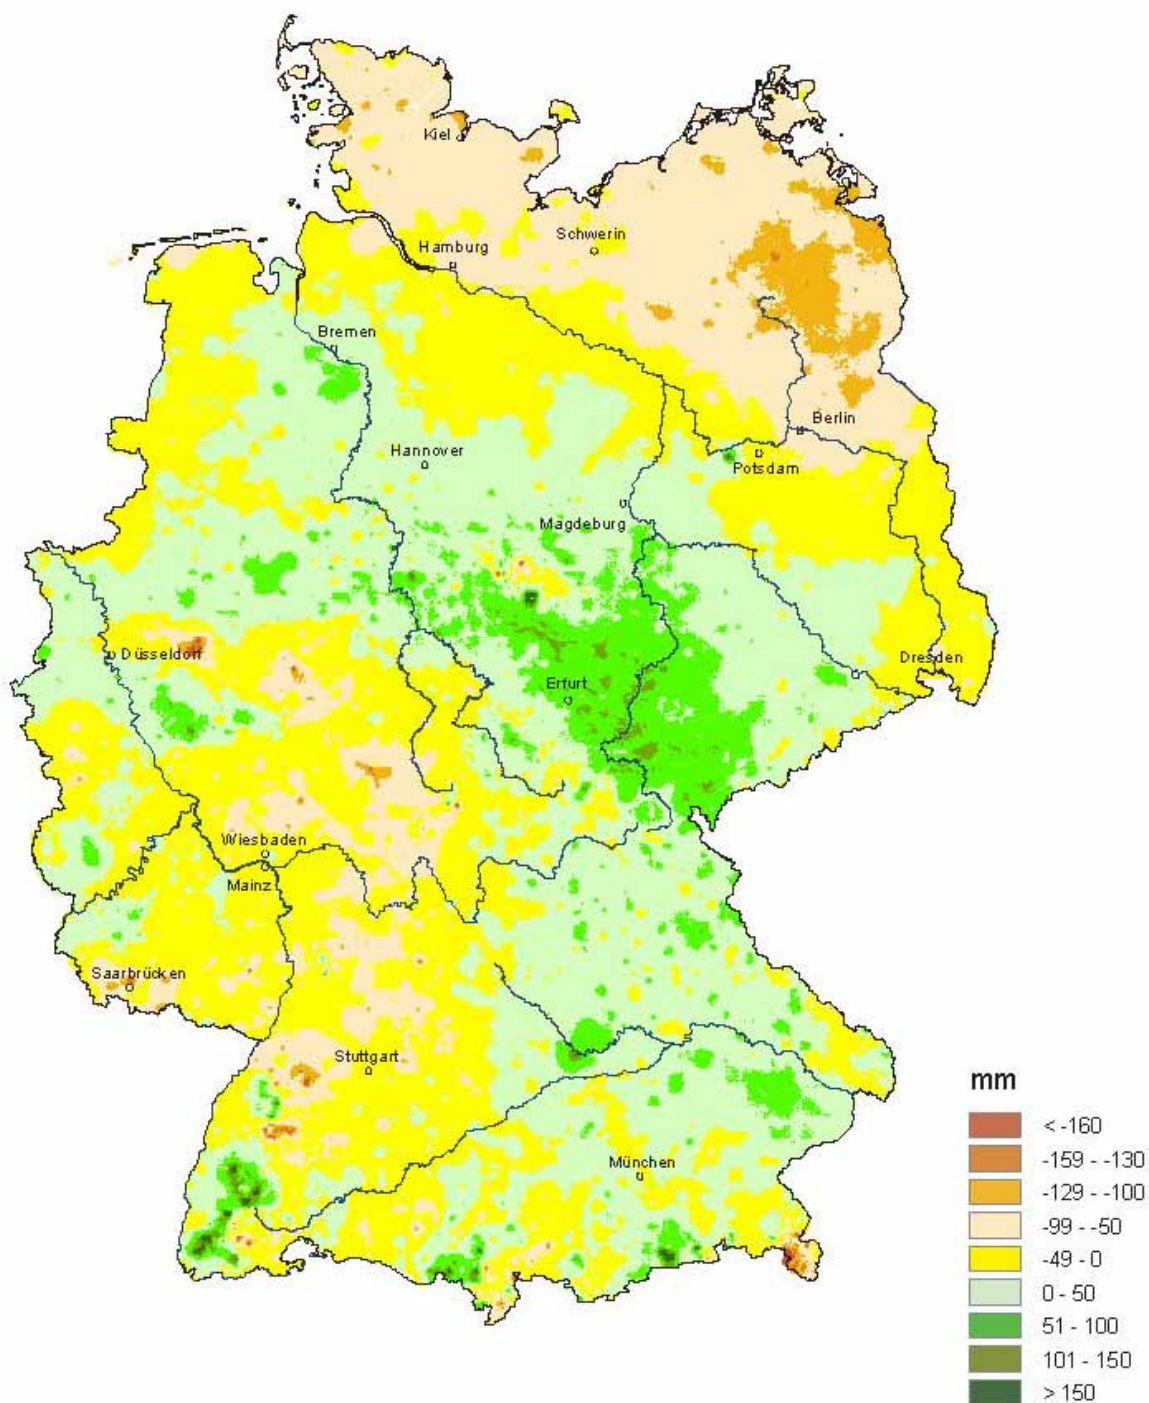 Kiel
Schwerin
Hamburg
Bremen
Berlin
Hannover
Potsdam
Magdeburg
Düsseldorf
Dresden
Erfurt
Wiesbaden
Mainz
Saarbrücken
Stuttgart
München
mm
< -160
-159 - -130
-129 - -100
-99 - -50
-49 - 0
0 - 50
51 - 100
101 - 150
> 150